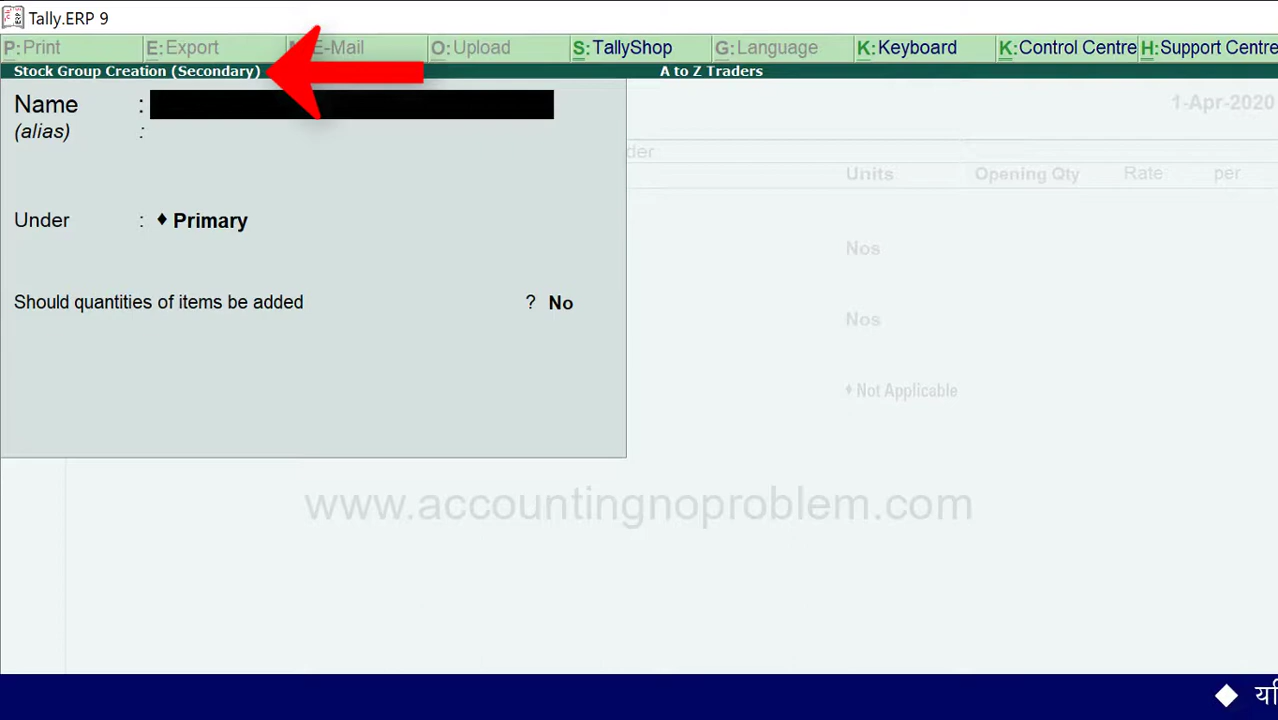 Tally.ERP 9
P:Print E:Export E-Mail O:Upload S:TallyShop G:Language K:Keyboard K:Control Centre H:Support Centre
Stock Group Creation (Secondary) A to Z Traders
Name :
(alias) :
1-Apr-2020
Units Opening Qty Rate per
Under : ♦ Primary
Nos
Should quantities of items be added ? No
Nos
♦ Not Applicable
www.accountingnoproblem.com